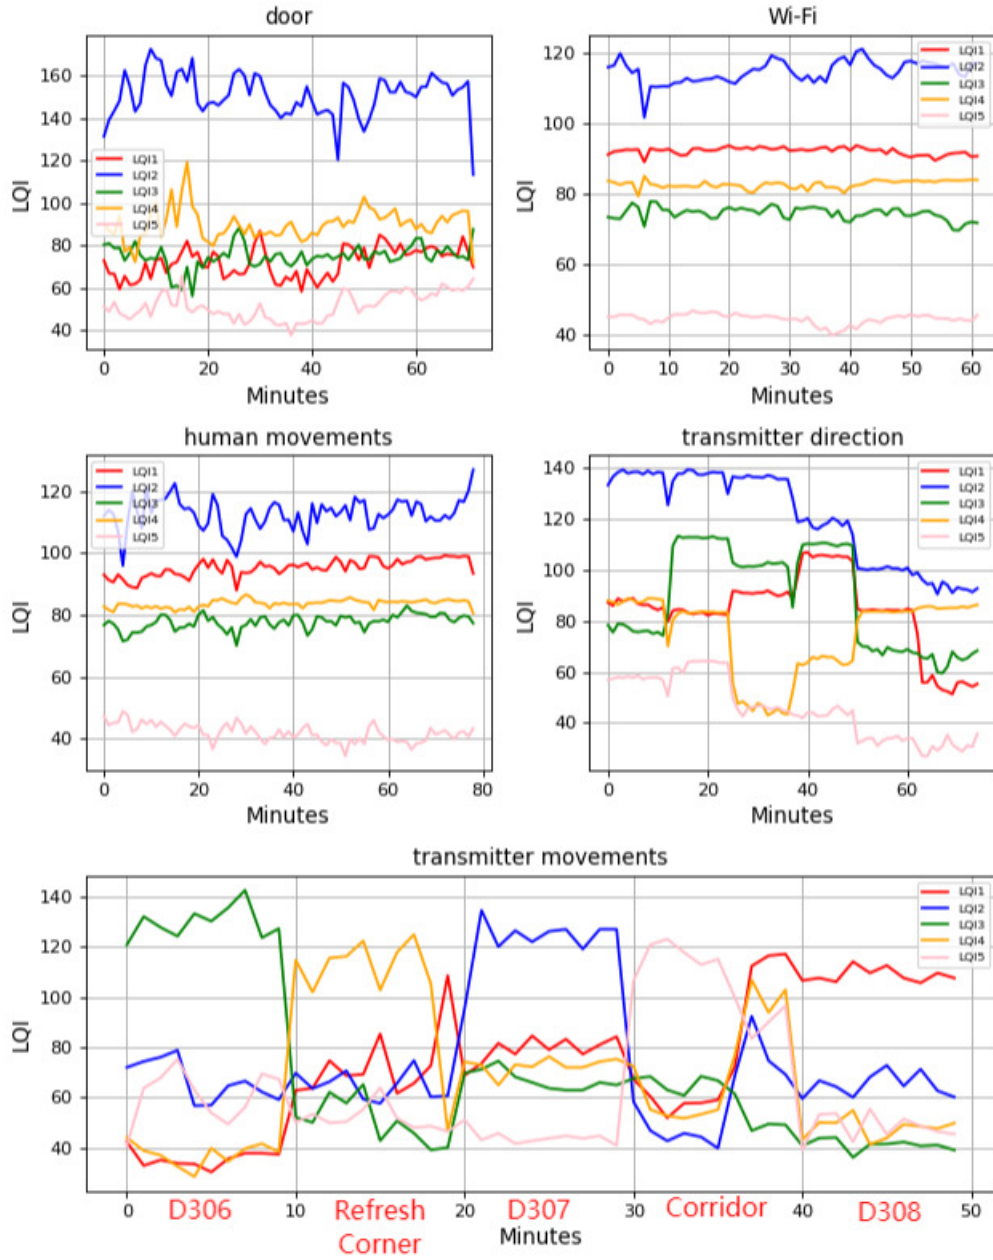 door
160
140
120
100
80
60
40
LQI
LQI1
LQI2
LQI3
LQI4
LQI5
0 20 40 60
Minutes
Wi-Fi
120
100
80
60
40
LQI
LQI1
LQI2
LQI3
LQI4
LQI5
0 10 20 30 40 50 60
Minutes
human movements
120
100
80
60
40
LQI
LQI1
LQI2
LQI3
LQI4
LQI5
0 20 40 60 80
Minutes
transmitter direction
140
120
100
80
60
40
LQI
LQI1
LQI2
LQI3
LQI4
LQI5
0 20 40 60
Minutes
transmitter movements
140
120
100
80
60
40
LQI
LQI1
LQI2
LQI3
LQI4
LQI5
0 10 20 30 40 50
D306 Refresh D307 Corridor D308
Corner
Minutes